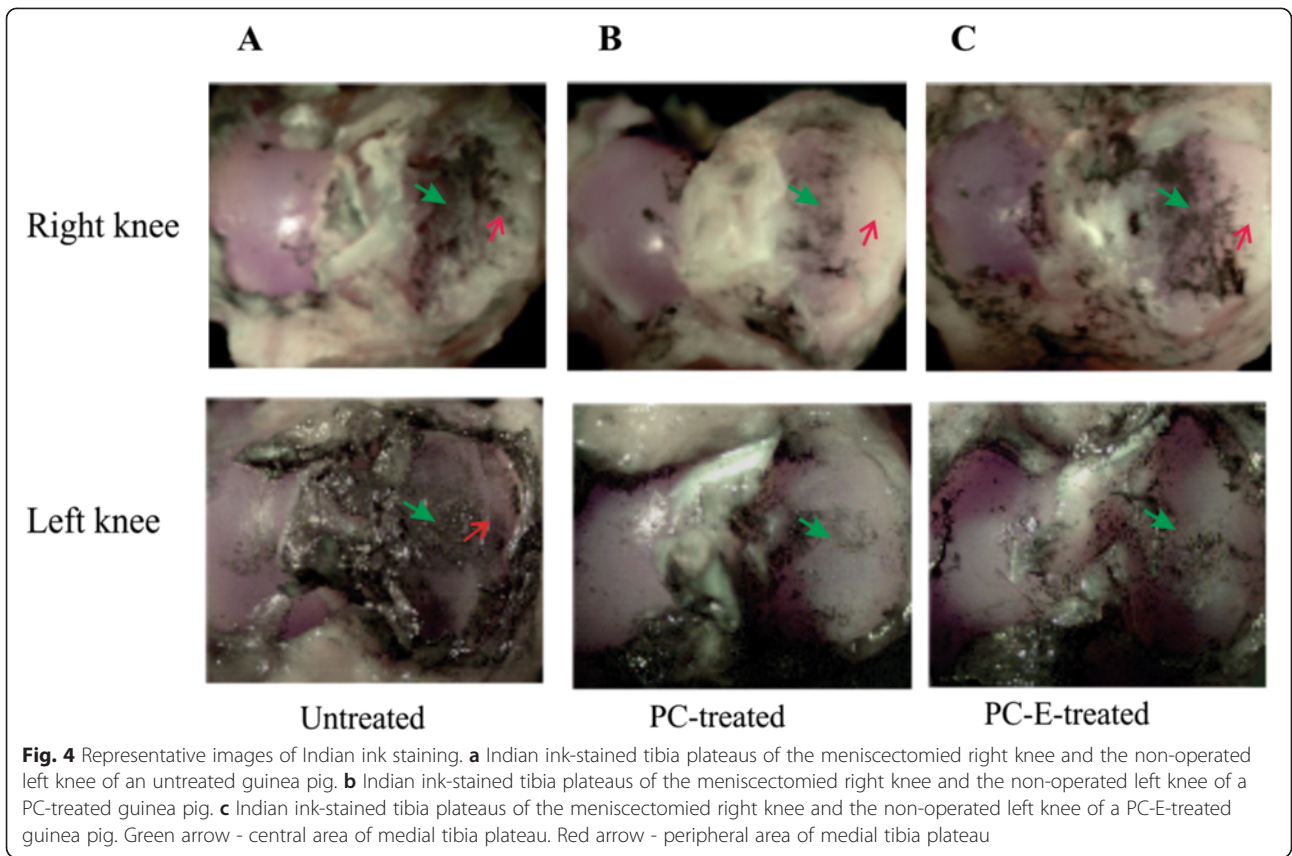 A B C
Right knee
Left knee
Untreated PC-treated PC-E-treated
Fig. 4 Representative images of Indian ink staining. a Indian ink-stained tibia plateaus of the meniscectomied right knee and the non-operated
left knee of an untreated guinea pig. b Indian ink-stained tibia plateaus of the meniscectomied right knee and the non-operated left knee of a
PC-treated guinea pig. c Indian ink-stained tibia plateaus of the meniscectomied right knee and the non-operated left knee of a PC-E-treated
guinea pig. Green arrow - central area of medial tibia plateau. Red arrow - peripheral area of medial tibia plateau